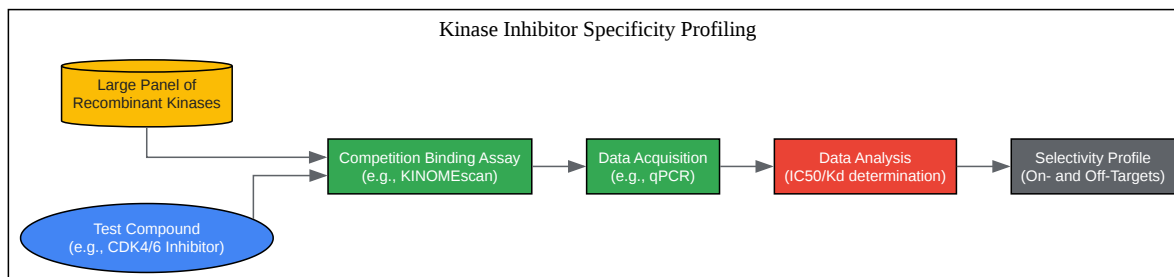 Kinase Inhibitor Specificity Profiling
Large Panel of
Recombinant Kinases
Competition Binding Assay
(e.g., KINOMEscan)
Data Acquisition
(e.g., qPCR)
Data Analysis
(IC50/Kd determination)
Selectivity Profile
(On- and Off-Targets)
Test Compound
(e.g., CDK4/6 Inhibitor)